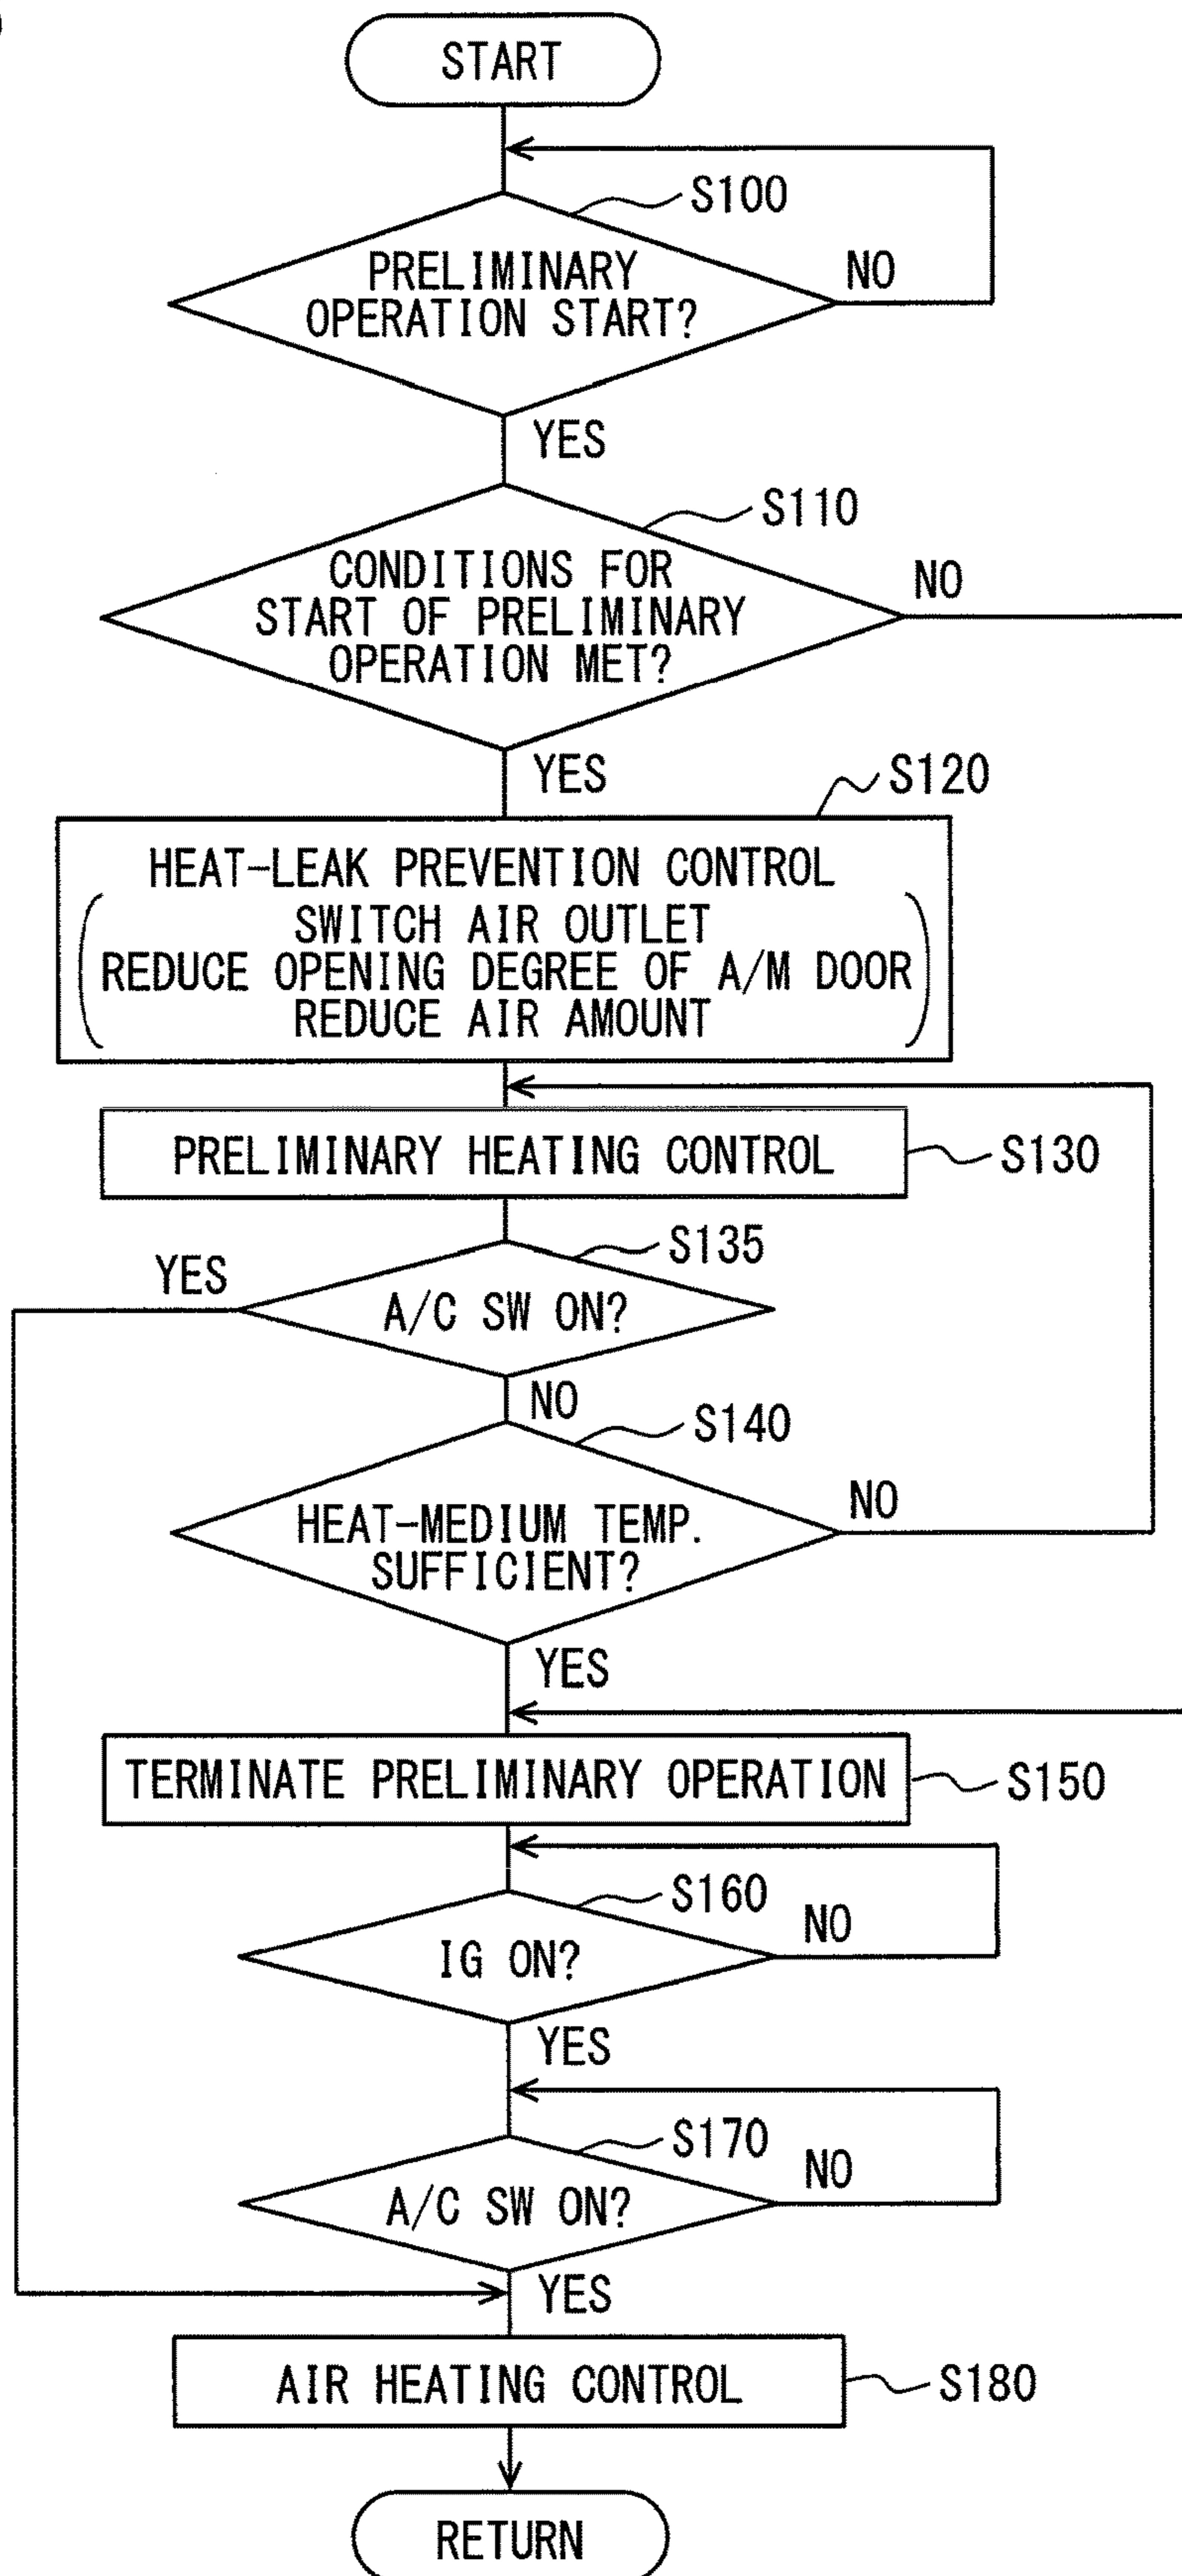 START
S100
PRELIMINARY
OPERATION START?
NO
YES
S110
CONDITIONS FOR
START OF PRELIMINARY
OPERATION MET?
NO
YES
S120
HEAT-LEAK PREVENTION CONTROL
SWITCH AIR OUTLET
REDUCE OPENING DEGREE OF A/M DOOR
REDUCE AIR AMOUNT
PRELIMINARY HEATING CONTROL
S130
S135
YES
A/C SW ON?
NO
S140
HEAT-MEDIUM TEMP.
SUFFICIENT?
NO
YES
TERMINATE PRELIMINARY OPERATION
S150
S160
IG ON?
NO
YES
S170
A/C SW ON?
NO
YES
AIR HEATING CONTROL
S180
RETURN